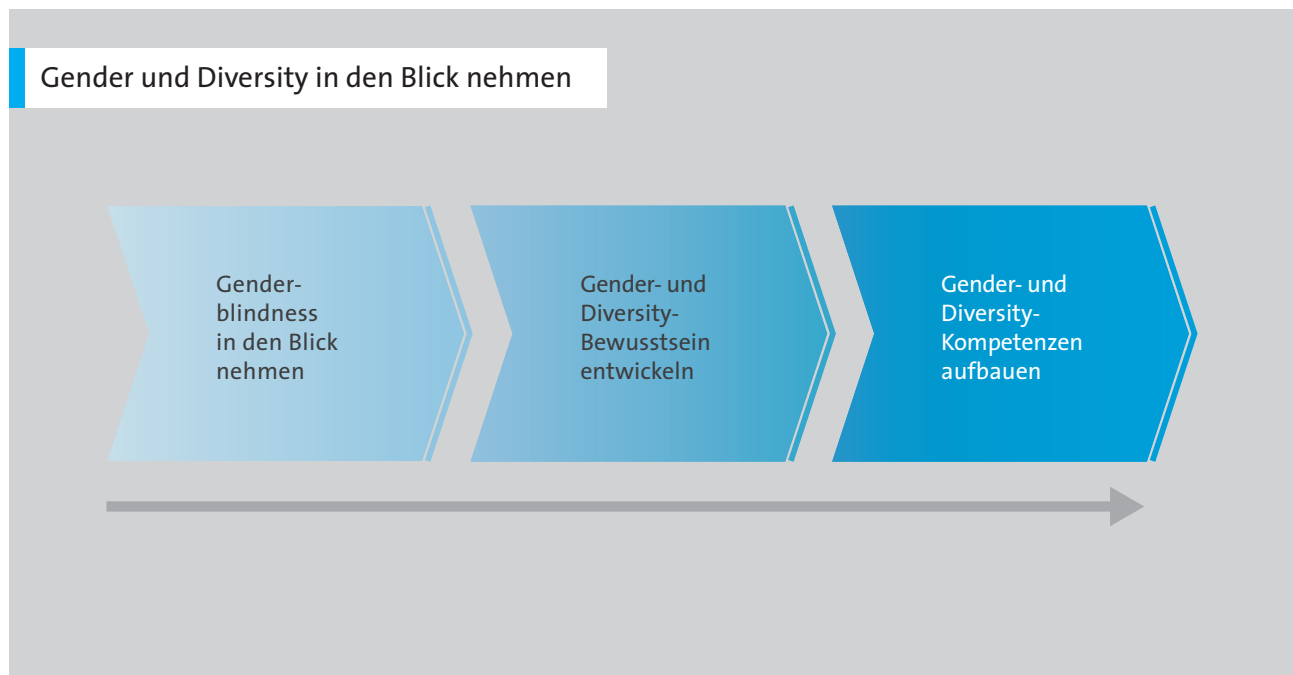 Gender und Diversity in den Blick nehmen
Gender-
blindness
in den Blick
nehmen
Gender- und
Diversity-
Bewusstsein
entwickeln
Gender- und
Diversity-
Kompetenzen
aufbauen